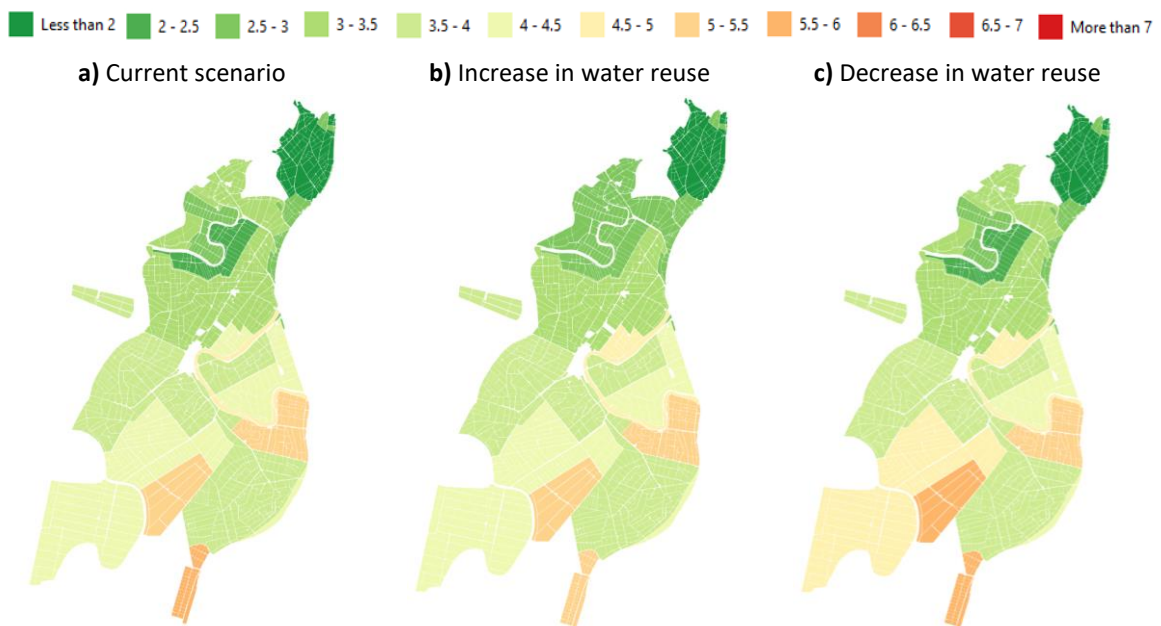 Less than 2 2 - 2.5 2.5 - 3 3 - 3.5 3.5 - 4 4 - 4.5 4.5 - 5 5 - 5.5 5.5 - 6 6 - 6.5 6.5 - 7 More than 7
a) Current scenario b) Increase in water reuse c) Decrease in water reuse